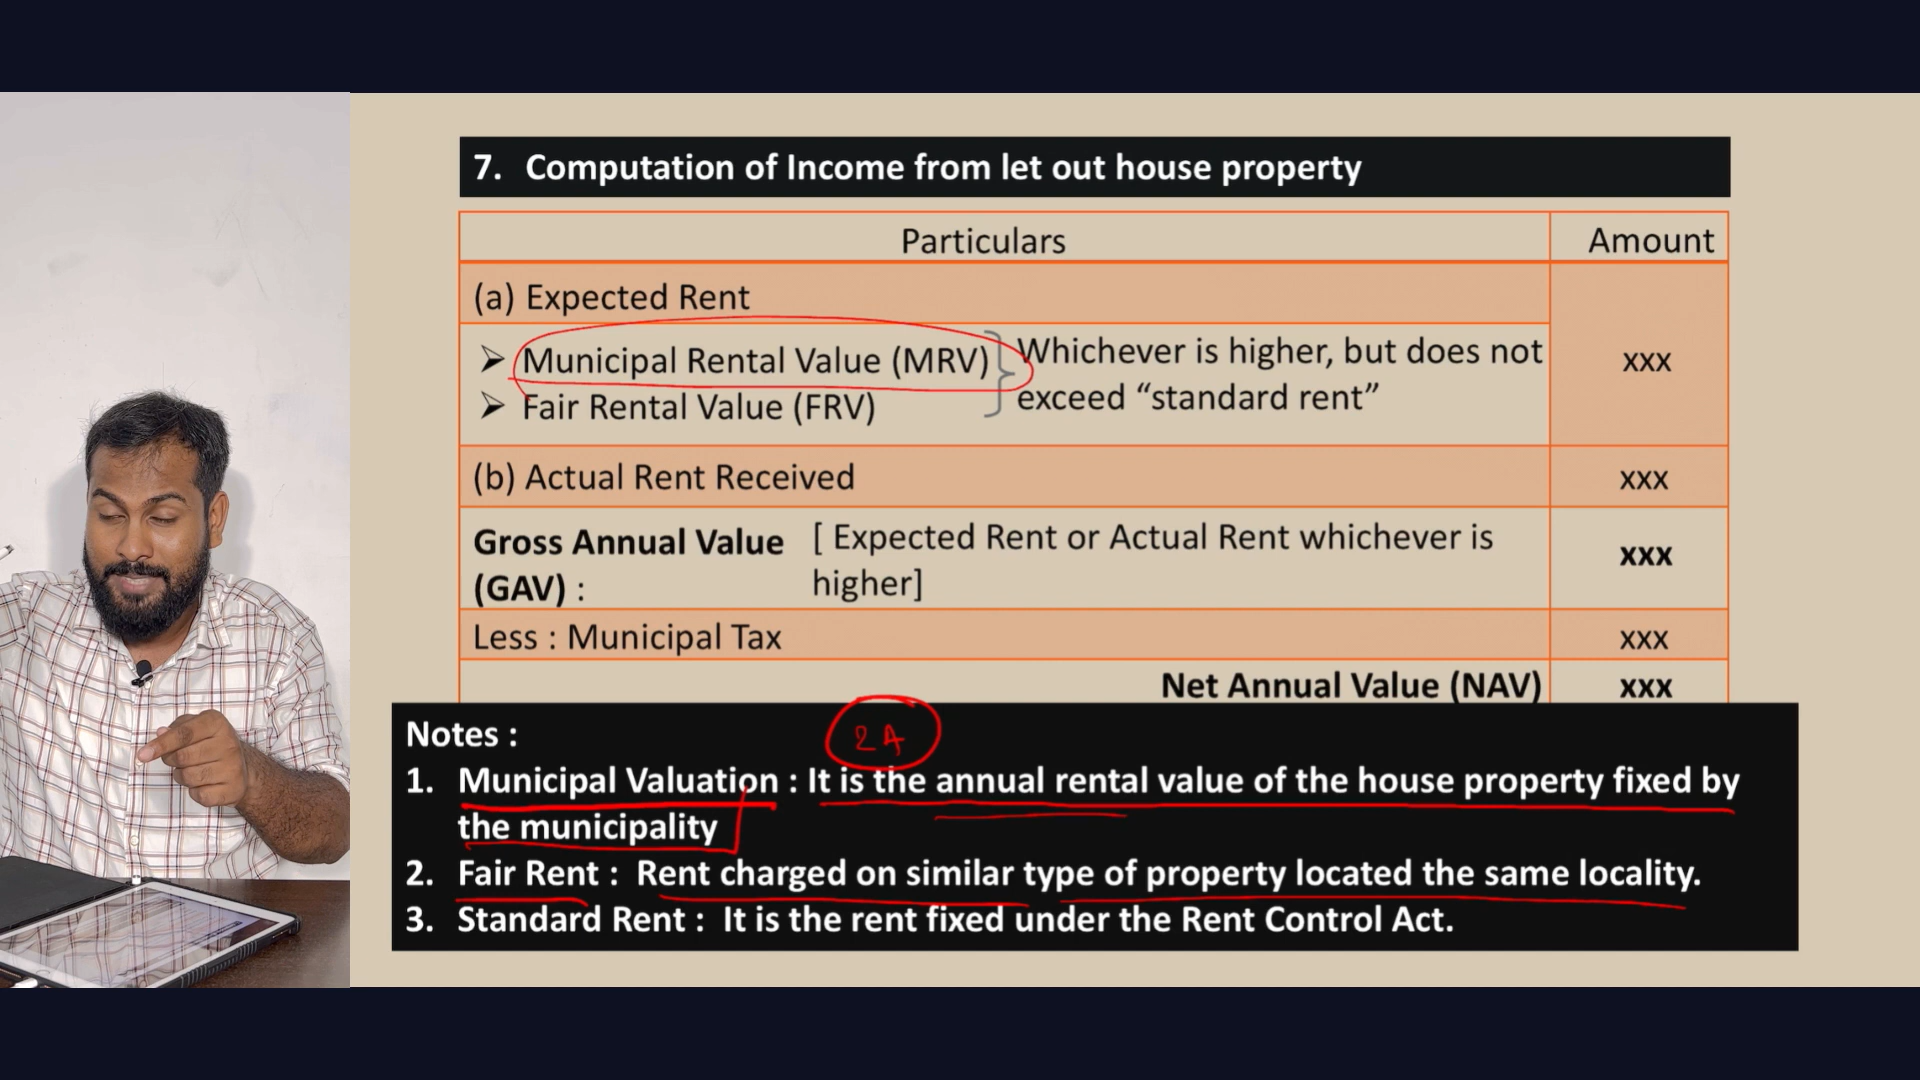 7. Computation of Income from let out house property
Particulars Amount
(a) Expected Rent
➢ Municipal Rental Value (MRV)
➢ Fair Rental Value (FRV)
Whichever is higher, but does not
exceed “standard rent”
xxx
(b) Actual Rent Received xxx
Gross Annual Value
(GAV) :
[ Expected Rent or Actual Rent whichever is
higher]
xxx
Less : Municipal Tax xxx
Net Annual Value (NAV) xxx
Notes :
1. Municipal Valuation : It is the annual rental value of the house property fixed by
the municipality
2. Fair Rent : Rent charged on similar type of property located the same locality.
3. Standard Rent : It is the rent fixed under the Rent Control Act.